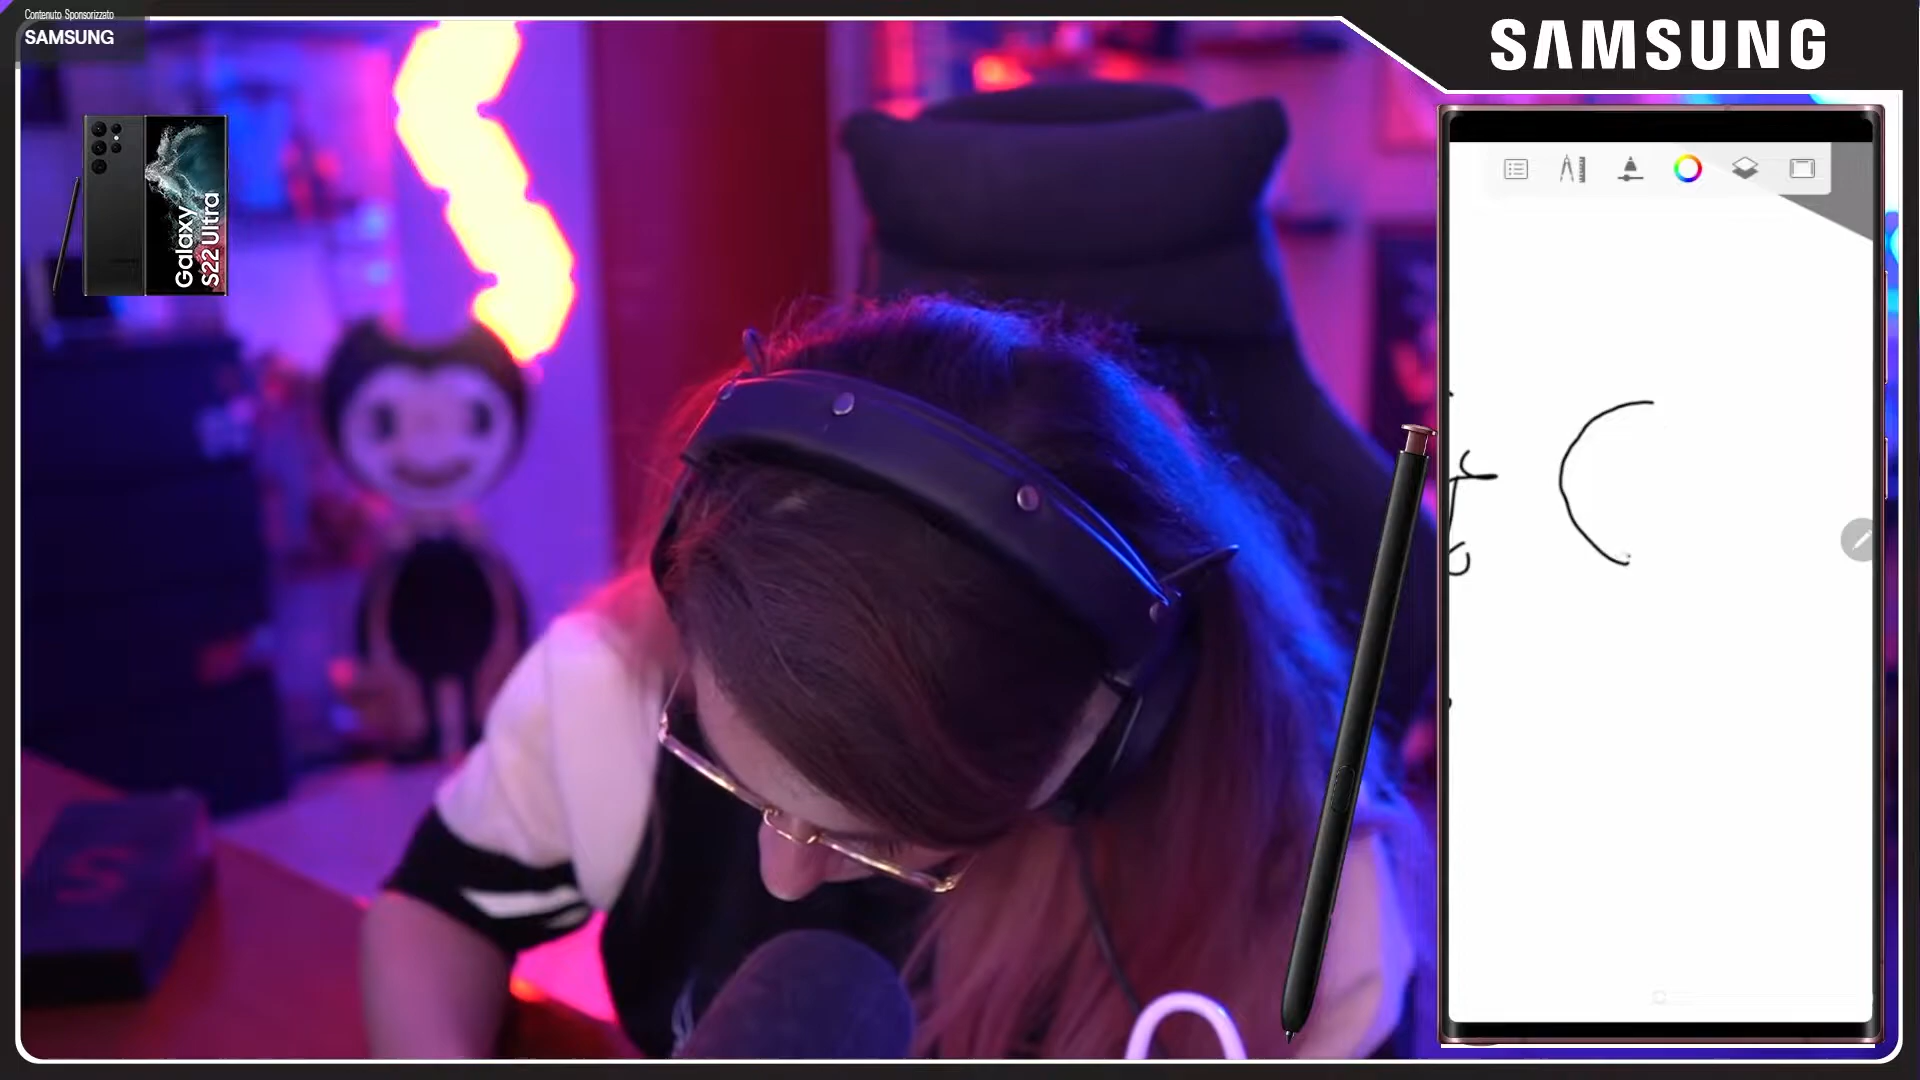 Contenuto Sponsorizzato
SAMSUNG
SAMSUNG
Galaxy
S22 Ultra
S